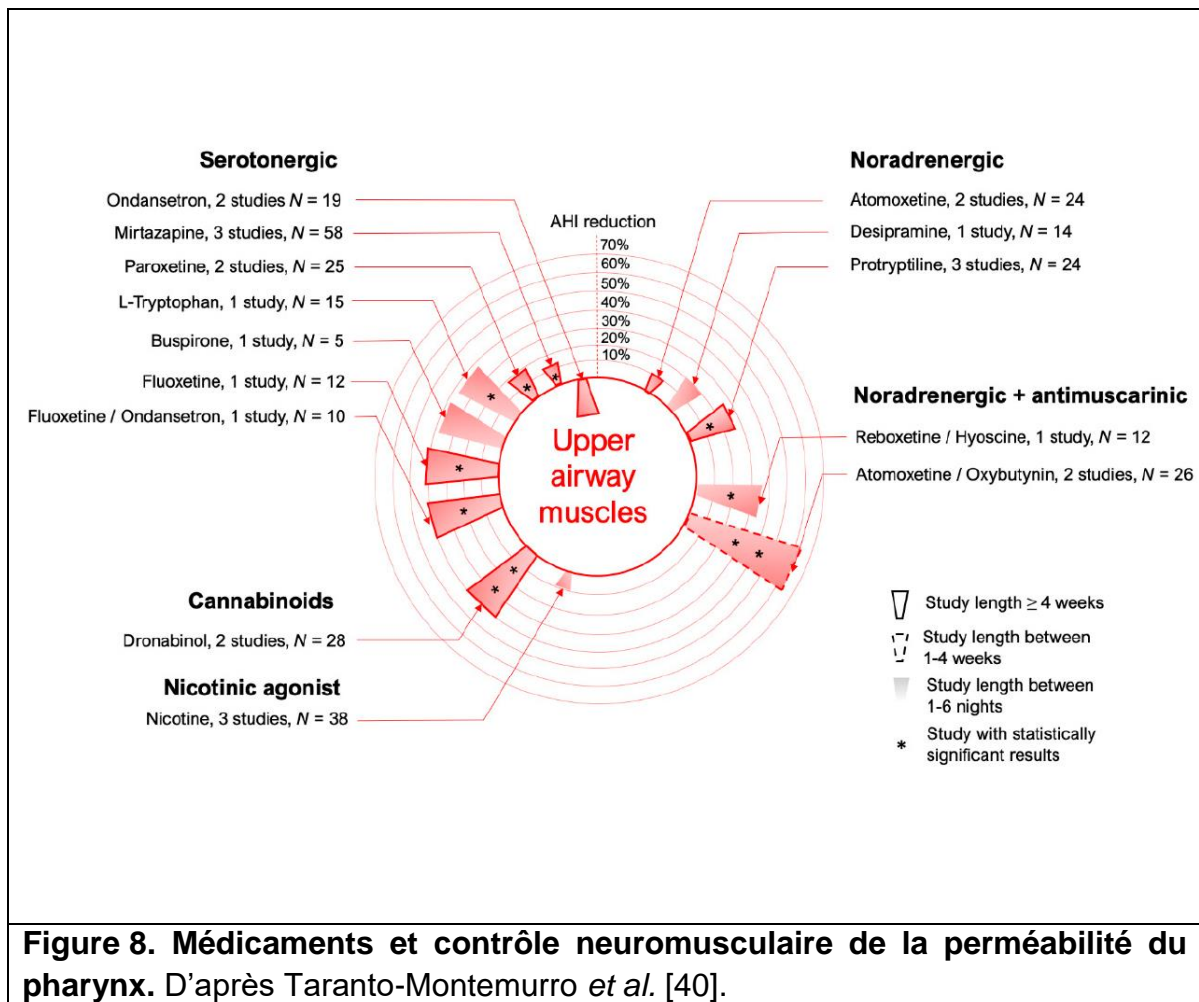 Serotonergic
Ondansetron, 2 studies N = 19
Mirtazapine, 3 studies, N = 58
Paroxetine, 2 studies, N = 25
L-Tryptophan, 1 study, N = 15
Buspirone, 1 study, N = 5
Fluoxetine, 1 study, N = 12
Fluoxetine / Ondansetron, 1 study, N = 10
Cannabinoids
Dronabinol, 2 studies, N = 28
Nicotinic agonist
Nicotine, 3 studies, N = 38
AHI reduction
70%
60%
50%
40%
30%
20%
10%
Upper
airway
muscles
Noradrenergic
Atomoxetine, 2 studies, N = 24
Desipramine, 1 study, N = 14
Protryptiline, 3 studies, N = 24
Noradrenergic + antimuscarinic
Reboxetine / Hyoscine, 1 study, N = 12
Atomoxetine / Oxybutynin, 2 studies, N = 26
Study length ≥ 4 weeks
Study length between
1-4 weeks
Study length between
1-6 nights
* Study with statistically
significant results
Figure 8. Médicaments et contrôle neuromusculaire de la perméabilité du
pharynx. D'après Taranto-Montemurro et al. [40].